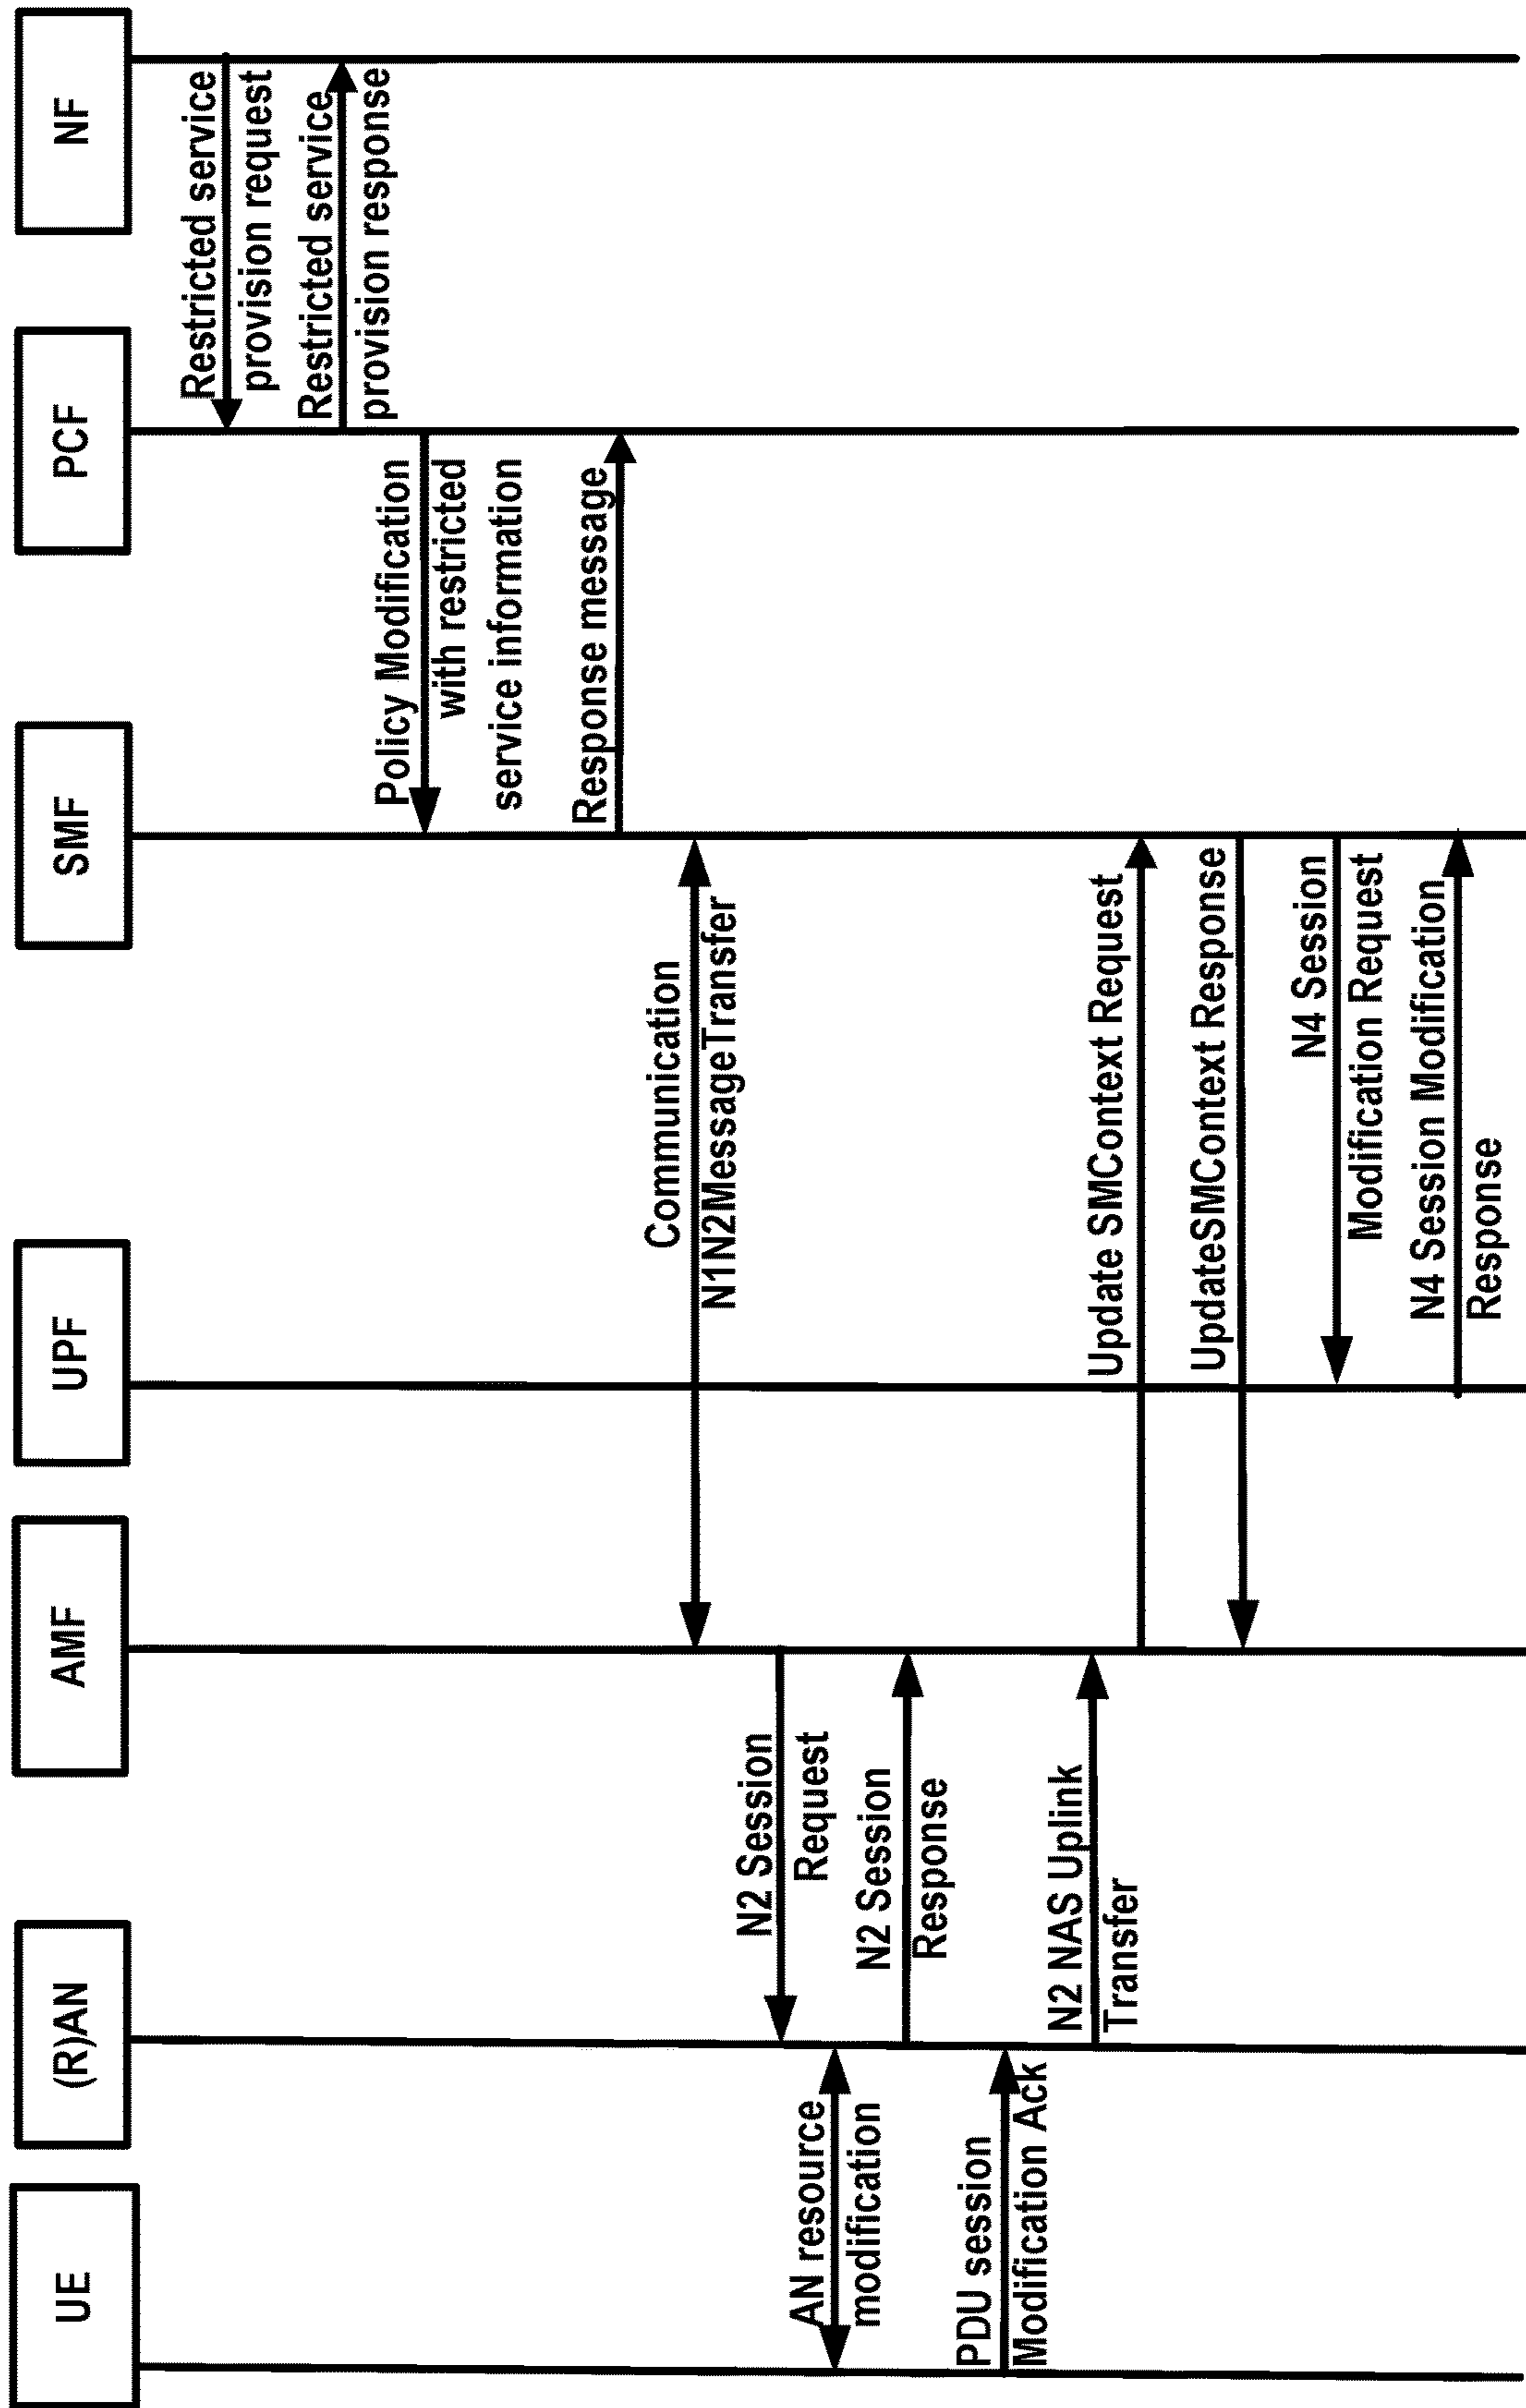 UE
(R)AN
AMF
UPF
SMF
PCF
NF
Restricted service
provision request
Restricted service
provision response
Policy Modification
with restricted
service information
Response message
Communication
N1N2MessageTransfer
N2 Session
Request
AN resource
modification
N2 Session
Response
PDU session
Modification Ack
N2 NAS Uplink
Transfer
Update SMContext Request
UpdateSMContext Response
N4 Session
Modification Request
N4 Session Modification
Response